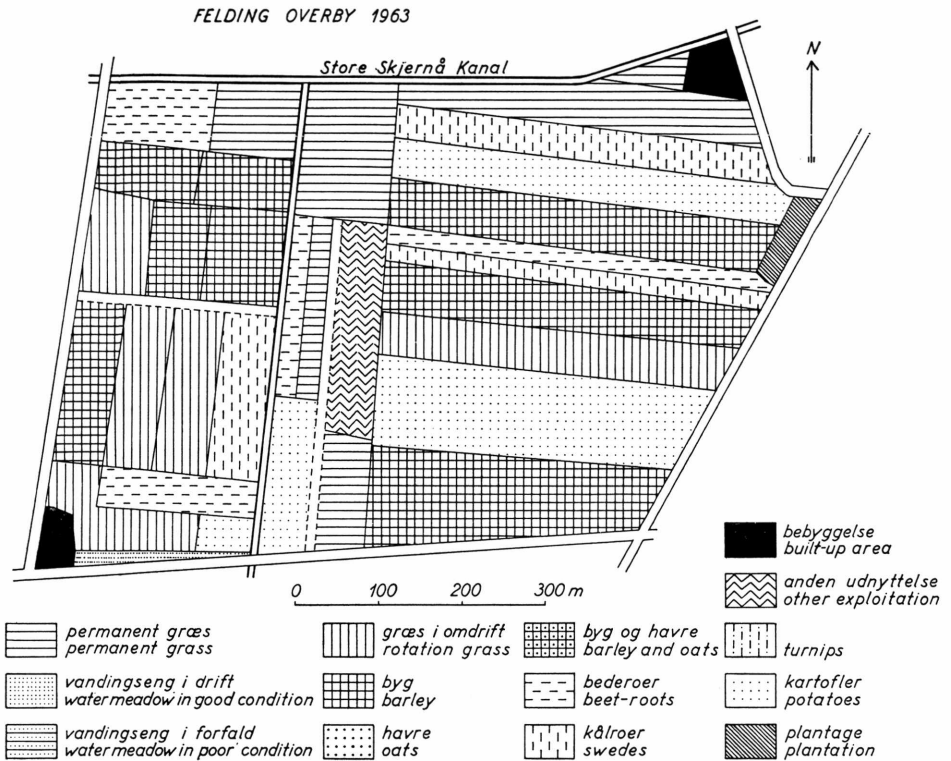 FELDING OVERBY 1963
Store Skjernå Kanal
N
0 100 200 300 m
bebyggelse
built-up area
anden udnyttelse
other exploitation
permanent græs
permanent grass
græs i omdrift
rotation grass
byg og havre
barley and oats
turnips
vandingseng i drift
watermeadow in good condition
byg
barley
bederoer
beet-roots
kartofler
potatoes
vandingseng i forfald
watermeadow in poor condition
havre
oats
kålroer
swedes
plantage
plantation